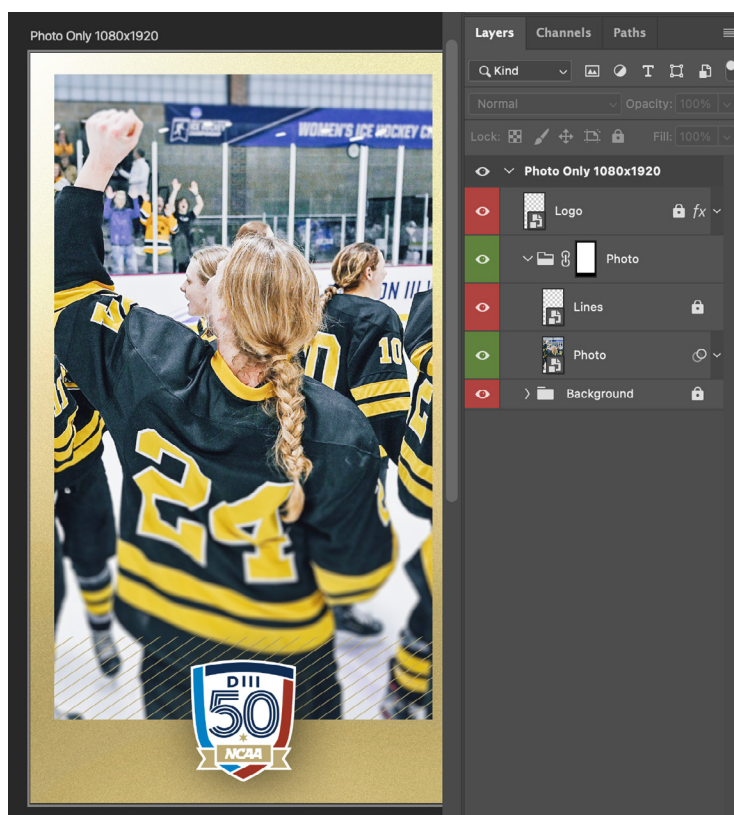 Photo Only 1080x1920
WOMEN'S ICE HOCKEY
10
24
DIII
50
NCAA
Layers Channels Paths
Kind
Normal Opacity: 100%
Lock: Fill: 100%
Photo Only 1080x1920
Logo fx
Photo
Lines
Photo
Background